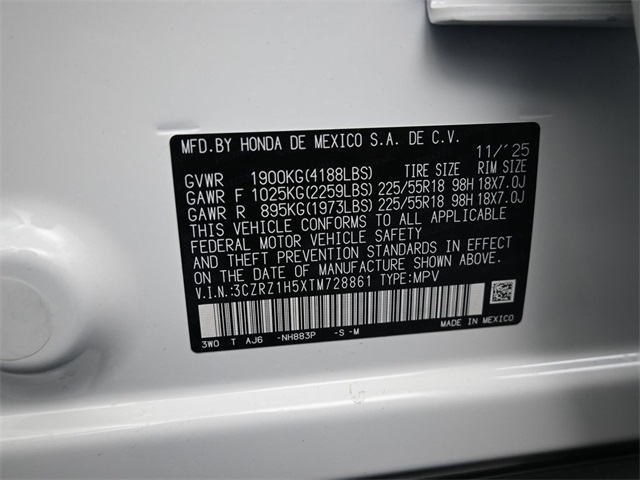 MFD.BY HONDA DE MEXICO S.A. DE C.V.
11/'25
GVWR 1900KG(4188LBS) TIRE SIZE RIM SIZE
GAWR F 1025KG(2259LBS) 225/55R18 98H 18X7.0J
GAWR R 895KG(1973LBS) 225/55R18 98H 18X7.0J
THIS VEHICLE CONFORMS TO ALL APPLICABLE
FEDERAL MOTOR VEHICLE SAFETY
AND THEFT PREVENTION STANDARDS IN EFFECT
ON THE DATE OF MANUFACTURE SHOWN ABOVE.
V.I.N.:3CZRZ1H5XTM728861 TYPE:MPV
3W0 T AJ6 -NH883P -S -M MADE IN MEXICO